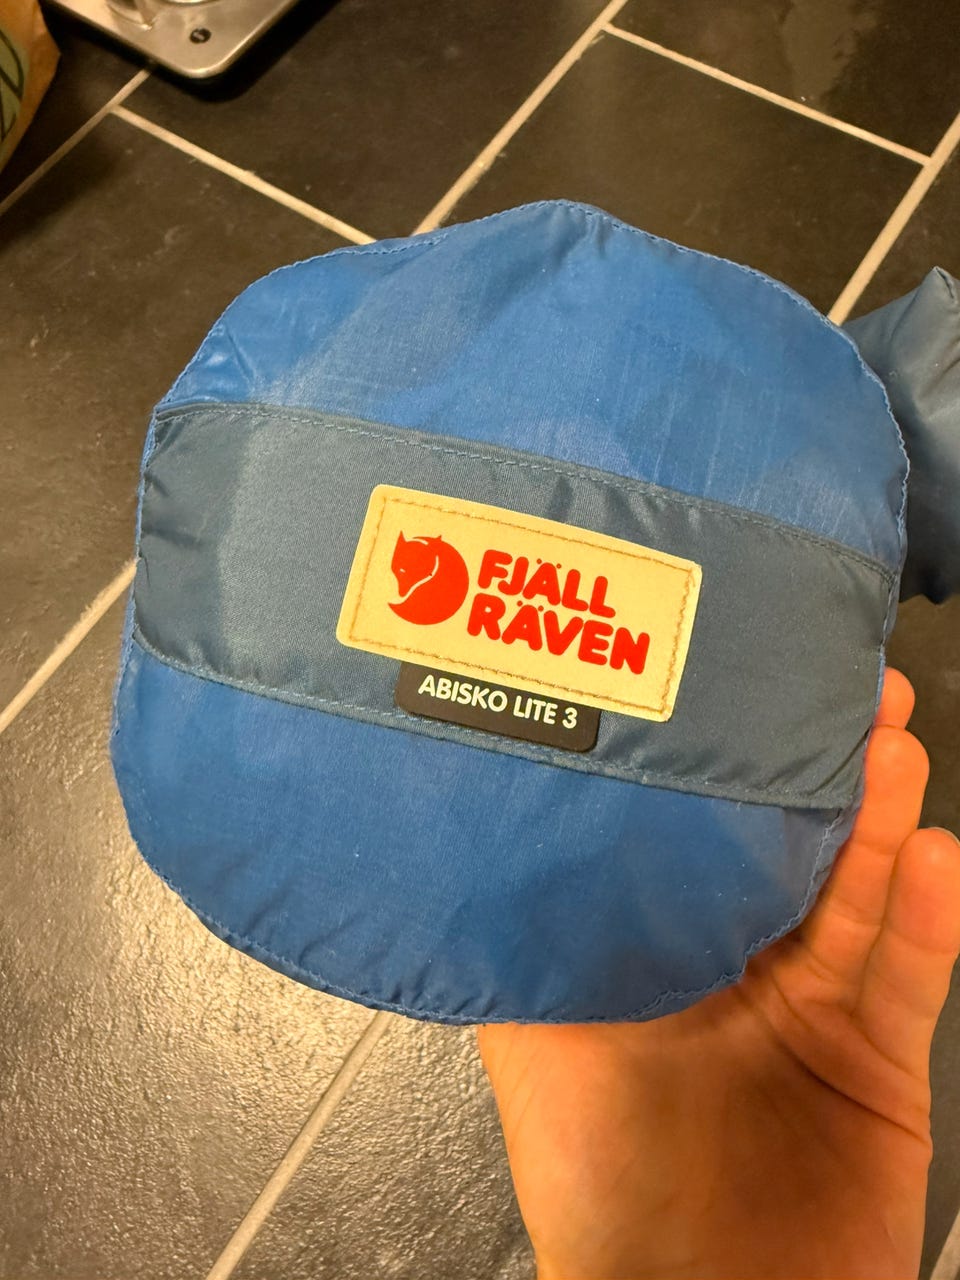 FJÄLL
RÄVEN
ABISKO LITE 3